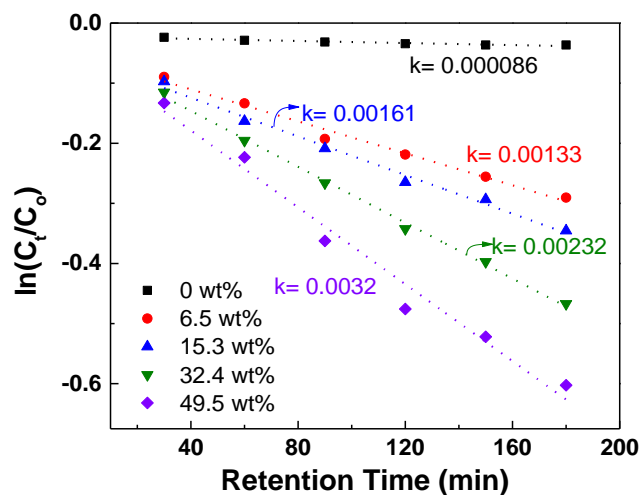 0.0
k= 0.000086
k= 0.00161
-0.2
k= 0.00133
k= 0.00232
-0.4
k= 0.0032
0 wt%
6.5 wt%
15.3 wt%
32.4 wt%
49.5 wt%
-0.6
ln(Ct/Co)
40 80 120 160 200
Retention Time (min)